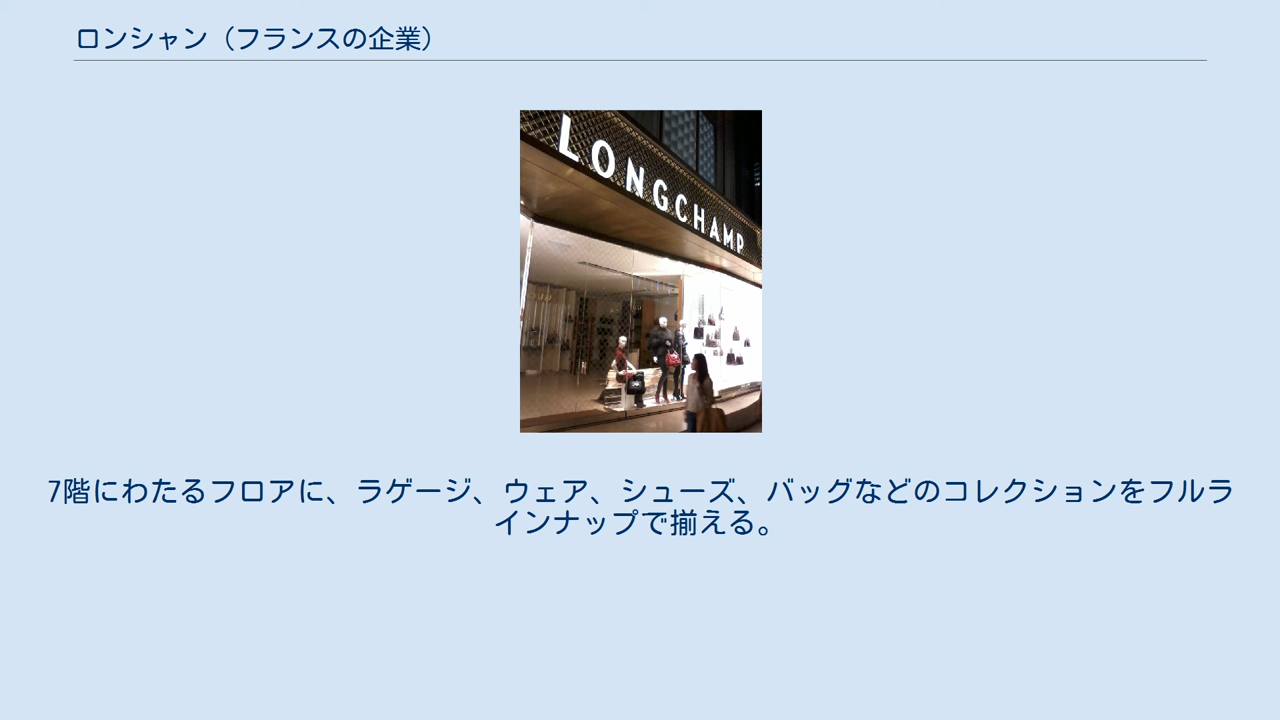 ロンシャン（フランスの企業）
LONGCHAMP
7階にわたるフロアに、ラゲージ、ウェア、シューズ、バッグなどのコレクションをフルラ
インナップで揃える。